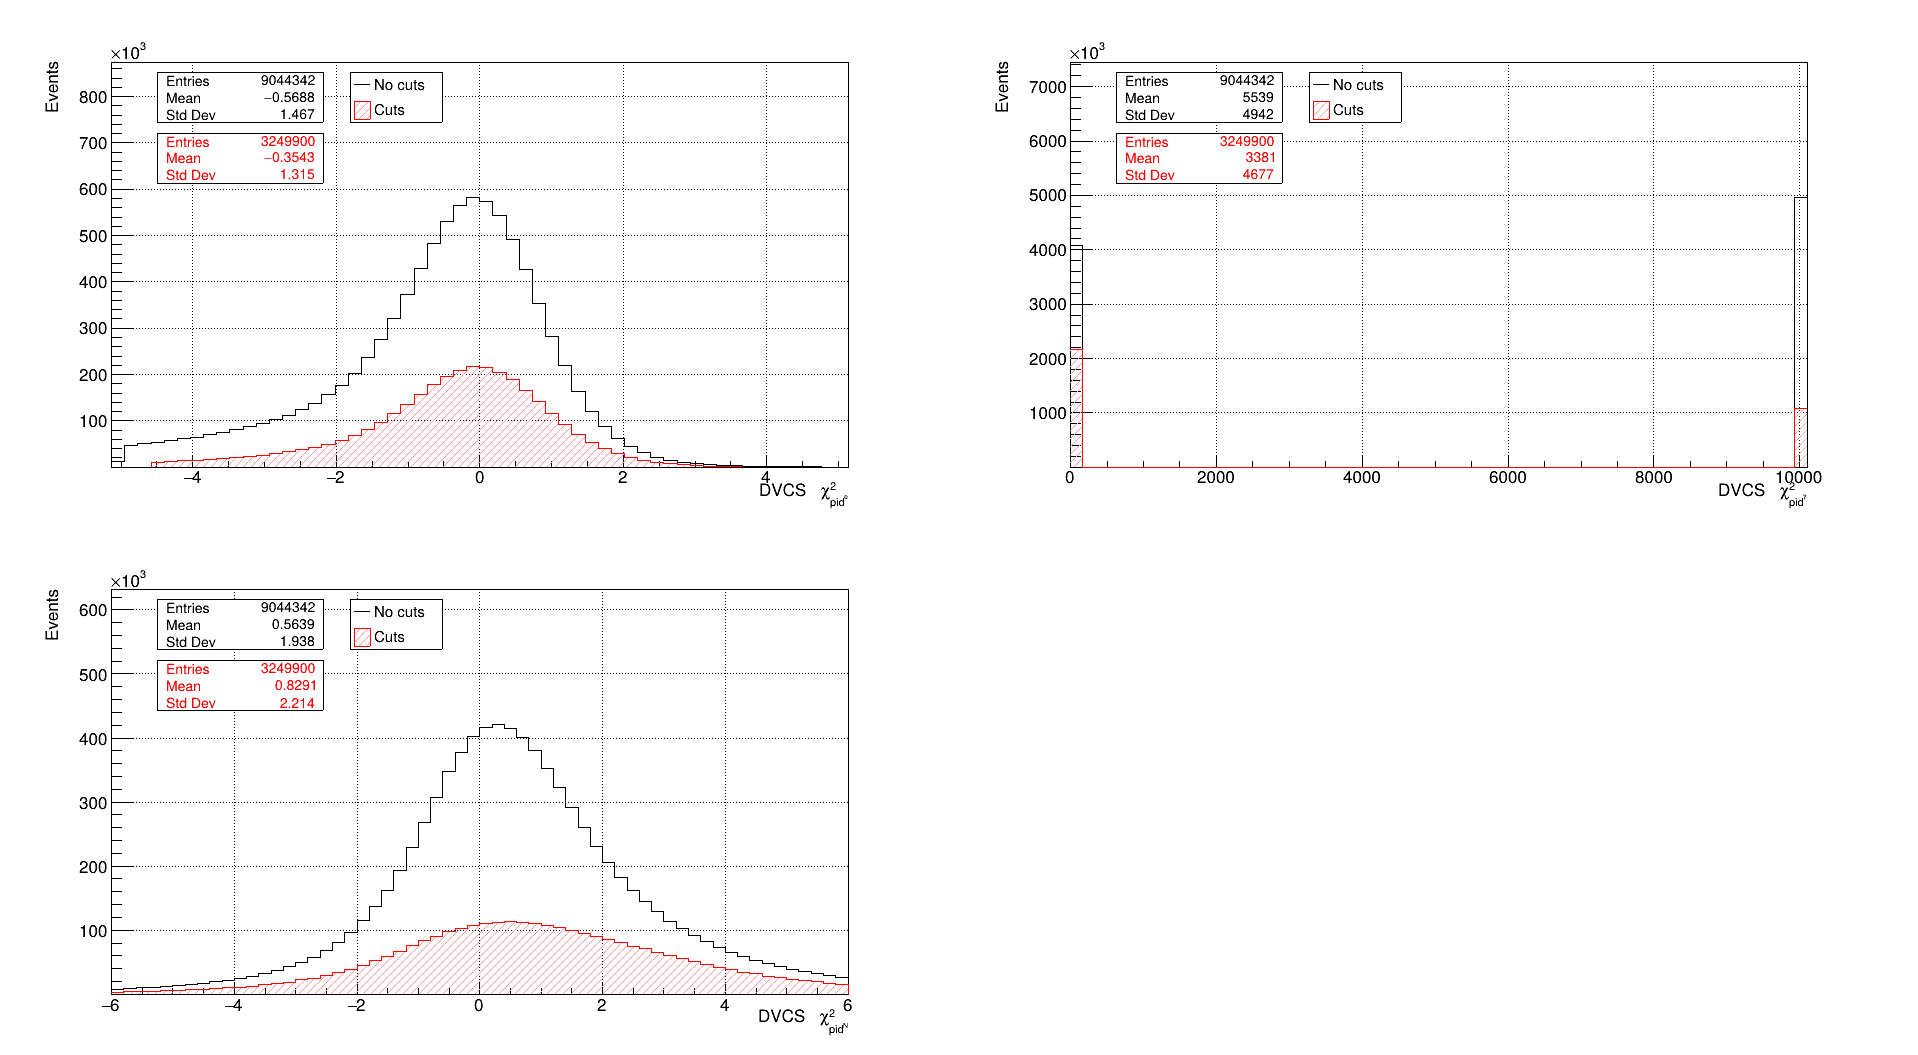 ×10³
Events
Entries 9044342
Mean −0.5688
Std Dev 1.467
Entries 3249900
Mean −0.3543
Std Dev 1.315
No cuts
Cuts
800
700
600
500
400
300
200
100
−4 −2 0 2 4
DVCS χ²pidᵉ
×10³
Events
Entries 9044342
Mean 5539
Std Dev 4942
Entries 3249900
Mean 3381
Std Dev 4677
No cuts
Cuts
7000
6000
5000
4000
3000
2000
1000
0 2000 4000 6000 8000 10000
DVCS χ²pidᵞ
×10³
Events
Entries 9044342
Mean 0.5639
Std Dev 1.938
Entries 3249900
Mean 0.8291
Std Dev 2.214
No cuts
Cuts
600
500
400
300
200
100
−6 −4 −2 0 2 4 6
DVCS χ²pidᴺ